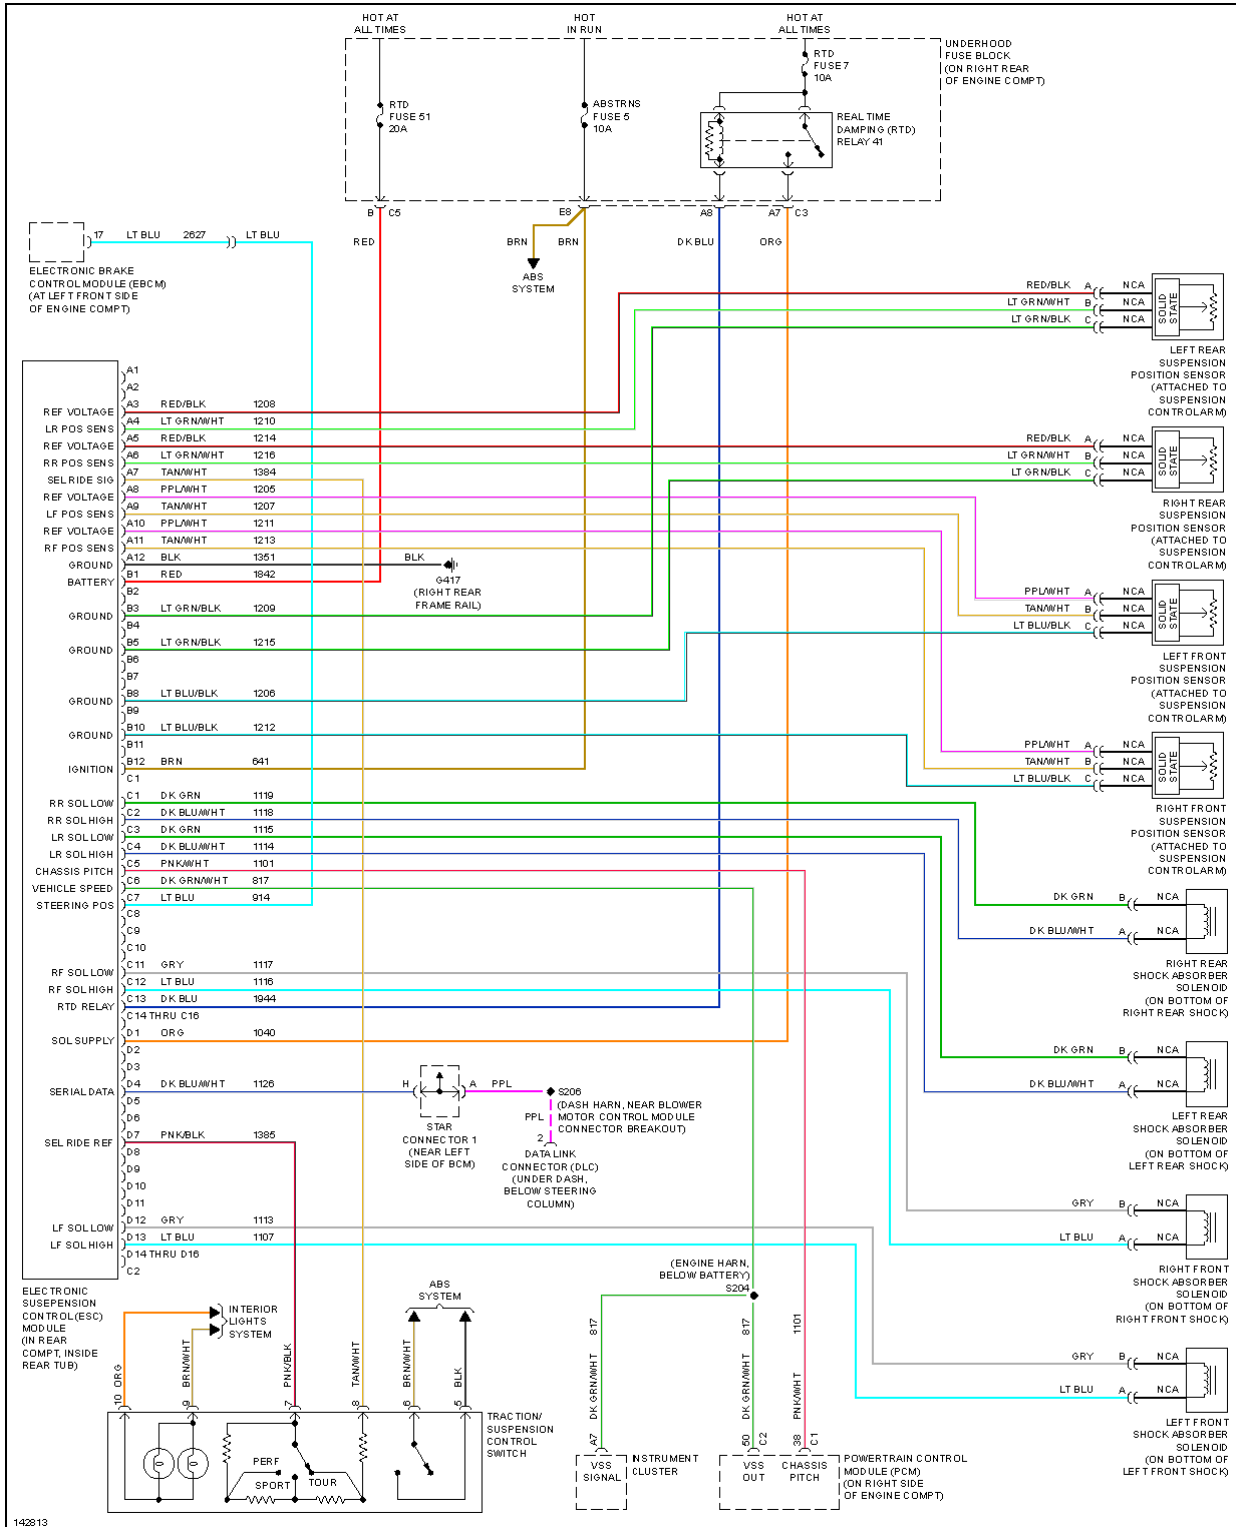 HOT AT
ALL TIMES
HOT
IN RUN
HOT AT
ALL TIMES
UNDERHOOD
FUSE BLOCK
(ON RIGHT REAR
OF ENGINE COMPT)
RTD
FUSE 51
20A
ABSTRNS
FUSE 5
10A
RTD
FUSE 7
10A
REAL TIME
DAMPING (RTD)
RELAY 41
B C5
E8
A8
A7 C3
RED
BRN
BRN
DK BLU
ORG
ABS
SYSTEM
17 LT BLU 2627 LT BLU
ELECTRONIC BRAKE
CONTROL MODULE (EBCM)
(AT LEFT FRONT SIDE
OF ENGINE COMPT)
A1
A2
REF VOLTAGE A3 RED/BLK 1208
LR POS SENS A4 LT GRN/WHT 1210
REF VOLTAGE A5 RED/BLK 1214
RR POS SENS A6 LT GRN/WHT 1216
SEL RIDE SIG A7 TAN/WHT 1384
REF VOLTAGE A8 PPL/WHT 1205
LF POS SENS A9 TAN/WHT 1207
REF VOLTAGE A10 PPL/WHT 1211
RF POS SENS A11 TAN/WHT 1213
GROUND A12 BLK 1351 BLK
BATTERY B1 RED 1842
B2
GROUND B3 LT GRN/BLK 1209
B4
GROUND B5 LT GRN/BLK 1215
B6
B7
GROUND B8 LT BLU/BLK 1206
B9
GROUND B10 LT BLU/BLK 1212
B11
IGNITION B12 BRN 641
C1
RR SOL LOW C1 DK GRN 1119
RR SOL HIGH C2 DK BLU/WHT 1118
LR SOL LOW C3 DK GRN 1115
LR SOL HIGH C4 DK BLU/WHT 1114
CHASSIS PITCH C5 PNK/WHT 1101
VEHICLE SPEED C6 DK GRN/WHT 817
STEERING POS C7 LT BLU 914
C8
C9
C10
RF SOL LOW C11 GRY 1117
RF SOL HIGH C12 LT BLU 1116
RTD RELAY C13 DK BLU 1944
C14 THRU C16
SOL SUPPLY D1 ORG 1040
D2
D3
SERIAL DATA D4 DK BLU/WHT 1126
D5
D6
SEL RIDE REF D7 PNK/BLK 1385
D8
D9
D10
D11
LF SOL LOW D12 GRY 1113
LF SOL HIGH D13 LT BLU 1107
D14 THRU D16
C2
G417
(RIGHT REAR
FRAME RAIL)
H
A PPL
STAR
CONNECTOR 1
(NEAR LEFT
SIDE OF BCM)
S206
(DASH HARN, NEAR BLOWER
MOTOR CONTROL MODULE
CONNECTOR BREAKOUT)
PPL
2
DATA LINK
CONNECTOR (DLC)
(UNDER DASH,
BELOW STEERING
COLUMN)
RED/BLK A NCA
LT GRN/WHT B NCA
LT GRN/BLK C NCA
SOLID
STATE
LEFT REAR
SUSPENSION
POSITION SENSOR
(ATTACHED TO
SUSPENSION
CONTROLARM)
RED/BLK A NCA
LT GRN/WHT B NCA
LT GRN/BLK C NCA
SOLID
STATE
RIGHT REAR
SUSPENSION
POSITION SENSOR
(ATTACHED TO
SUSPENSION
CONTROLARM)
PPL/WHT A NCA
TAN/WHT B NCA
LT BLU/BLK C NCA
SOLID
STATE
LEFT FRONT
SUSPENSION
POSITION SENSOR
(ATTACHED TO
SUSPENSION
CONTROLARM)
PPL/WHT A NCA
TAN/WHT B NCA
LT BLU/BLK C NCA
SOLID
STATE
RIGHT FRONT
SUSPENSION
POSITION SENSOR
(ATTACHED TO
SUSPENSION
CONTROLARM)
DK GRN B NCA
DK BLU/WHT A NCA
RIGHT REAR
SHOCK ABSORBER
SOLENOID
(ON BOTTOM OF
RIGHT REAR SHOCK)
DK GRN B NCA
DK BLU/WHT A NCA
LEFT REAR
SHOCK ABSORBER
SOLENOID
(ON BOTTOM OF
LEFT REAR SHOCK)
GRY B NCA
LT BLU A NCA
RIGHT FRONT
SHOCK ABSORBER
SOLENOID
(ON BOTTOM OF
RIGHT FRONT SHOCK)
GRY B NCA
LT BLU A NCA
LEFT FRONT
SHOCK ABSORBER
SOLENOID
(ON BOTTOM OF
LEFT FRONT SHOCK)
ELECTRONIC
SUSEPENSION
CONTROL(ESC)
MODULE
(IN REAR
COMPT, INSIDE
REAR TUB)
INTERIOR
LIGHTS
SYSTEM
ABS
SYSTEM
(ENGINE HARN,
BELOW BATTERY)
S204
10 ORG
9 BRN/WHT
7 PNK/BLK
8 TAN/WHT
6 BRN/WHT
5 BLK
PERF
SPORT
TOUR
TRACTION/
SUSPENSION
CONTROL
SWITCH
A7 DK GRN/WHT 817
50 DK GRN/WHT 817
C2
38 PNK/WHT 1101
C1
VSS
SIGNAL
INSTRUMENT
CLUSTER
VSS
OUT
CHASSIS
PITCH
POWERTRAIN CONTROL
MODULE (PCM)
(ON RIGHT SIDE
OF ENGINE COMPT)
142813